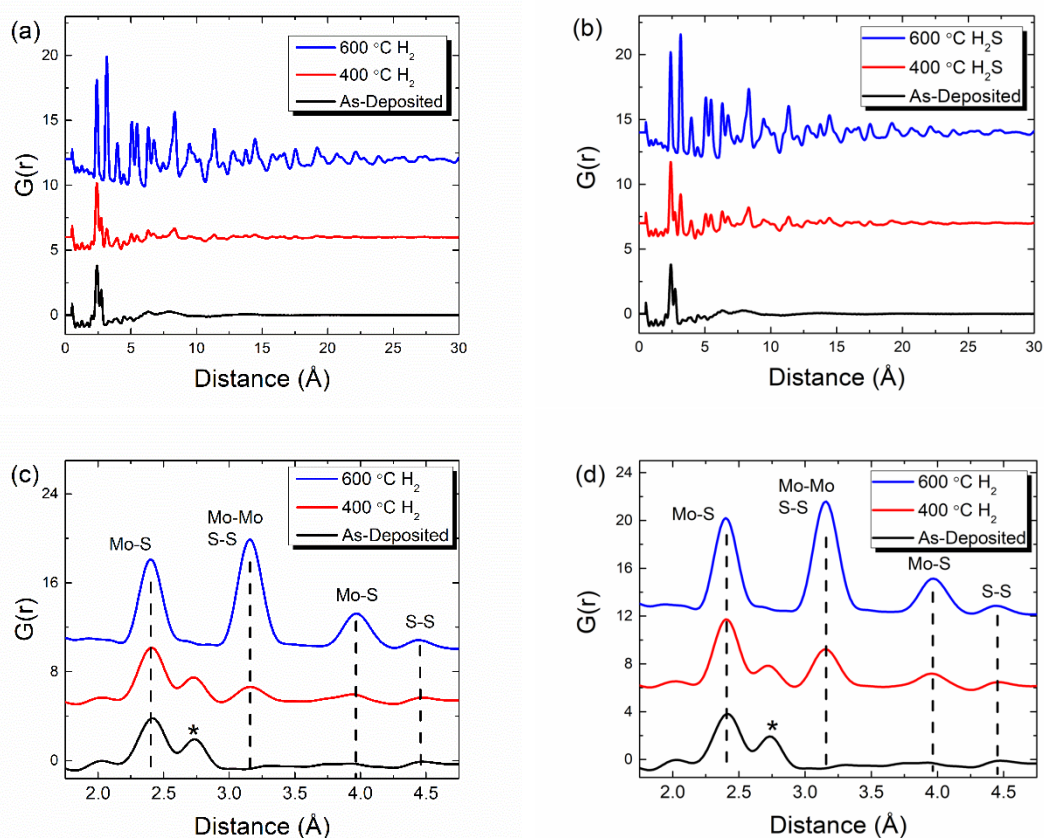 (a)
600 °C H₂
400 °C H₂
As-Deposited
20
15
10
5
0
G(r)
0 5 10 15 20 25 30
Distance (Å)
(b)
600 °C H₂S
400 °C H₂S
As-Deposited
20
15
10
5
0
G(r)
0 5 10 15 20 25 30
Distance (Å)
(c)
600 °C H₂
400 °C H₂
As-Deposited
24
16
8
0
G(r)
Mo-S
Mo-Mo
S-S
Mo-S
S-S
*
2.0 2.5 3.0 3.5 4.0 4.5
Distance (Å)
(d)
600 °C H₂
400 °C H₂
As-Deposited
24
20
16
12
8
4
0
G(r)
Mo-S
Mo-Mo
S-S
Mo-S
S-S
*
2.0 2.5 3.0 3.5 4.0 4.5
Distance (Å)